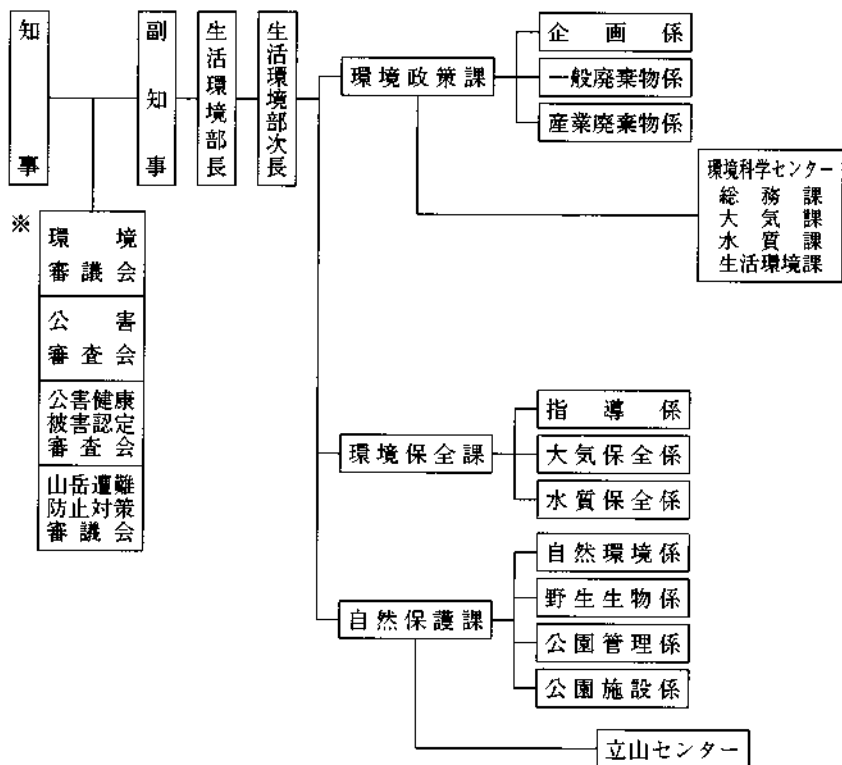 知事
副知事
生活環境部長
生活環境部次長
環境政策課
企画係
一般廃棄物係
産業廃棄物係
環境科学センター
総務課
大気課
水質課
生活環境課
※
環境
審議会
公害
審査会
公害健康
被害認定
審査会
山岳遭難
防止対策
審議会
環境保全課
指導係
大気保全係
水質保全係
自然保護課
自然環境係
野生生物係
公園管理係
公園施設係
立山センター